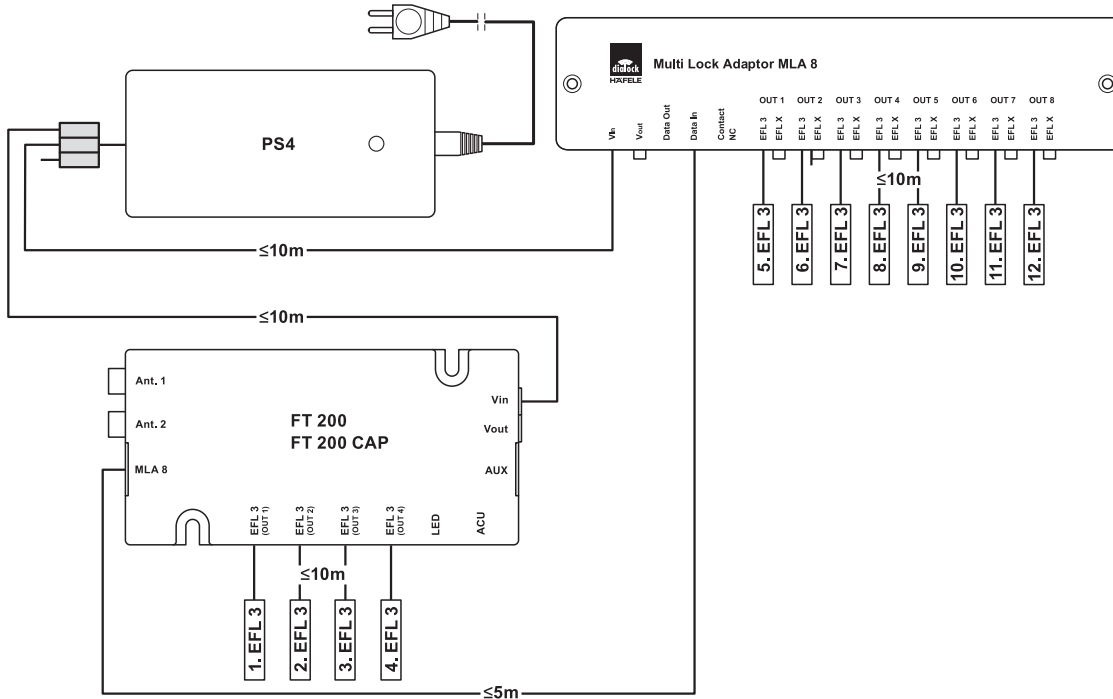 dialock
HÄFELE
Multi Lock Adaptor MLA 8
OUT 1
OUT 2
OUT 3
OUT 4
OUT 5
OUT 6
OUT 7
OUT 8
Vin
Vout
Data Out
Data In
Contact
NC
EFL 3
EFL X
EFL 3
EFL X
EFL 3
EFL X
EFL 3
EFL X
EFL 3
EFL X
EFL 3
EFL X
EFL 3
EFL X
EFL 3
EFL X
PS4
≤10m
5. EFL 3
6. EFL 3
7. EFL 3
8. EFL 3
9. EFL 3
10. EFL 3
11. EFL 3
12. EFL 3
≤10m
≤10m
Ant. 1
Ant. 2
MLA 8
FT 200
FT 200 CAP
Vin
Vout
AUX
EFL 3
(OUT 1)
EFL 3
(OUT 2)
EFL 3
(OUT 3)
EFL 3
(OUT 4)
LED
ACU
≤10m
1. EFL 3
2. EFL 3
3. EFL 3
4. EFL 3
≤5m